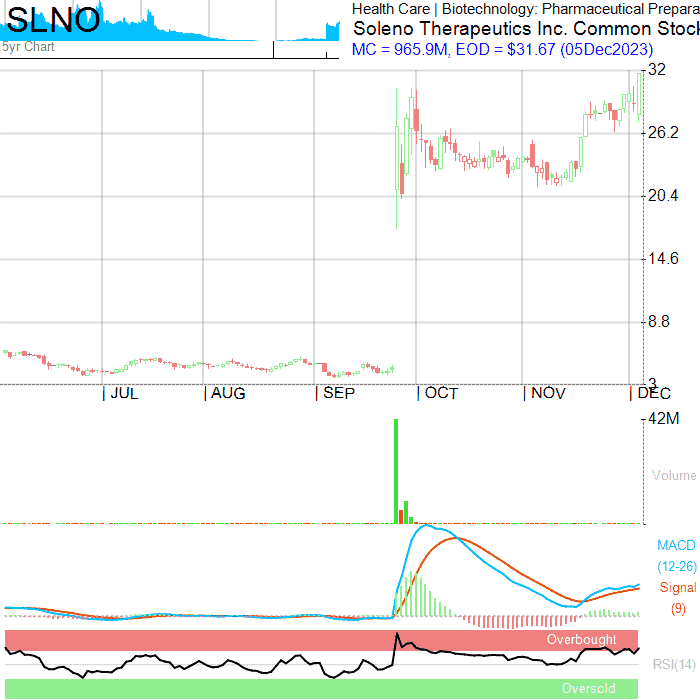 SLNO
5yr Chart
Health Care | Biotechnology: Pharmaceutical Prepara
Soleno Therapeutics Inc. Common Stock
MC = 965.9M, EOD = $31.67 (05Dec2023)
32
26.2
20.4
14.6
8.8
3
JUL AUG SEP OCT NOV DEC
42M
Volume
MACD
(12-26)
Signal
(9)
Overbought
RSI(14)
Oversold